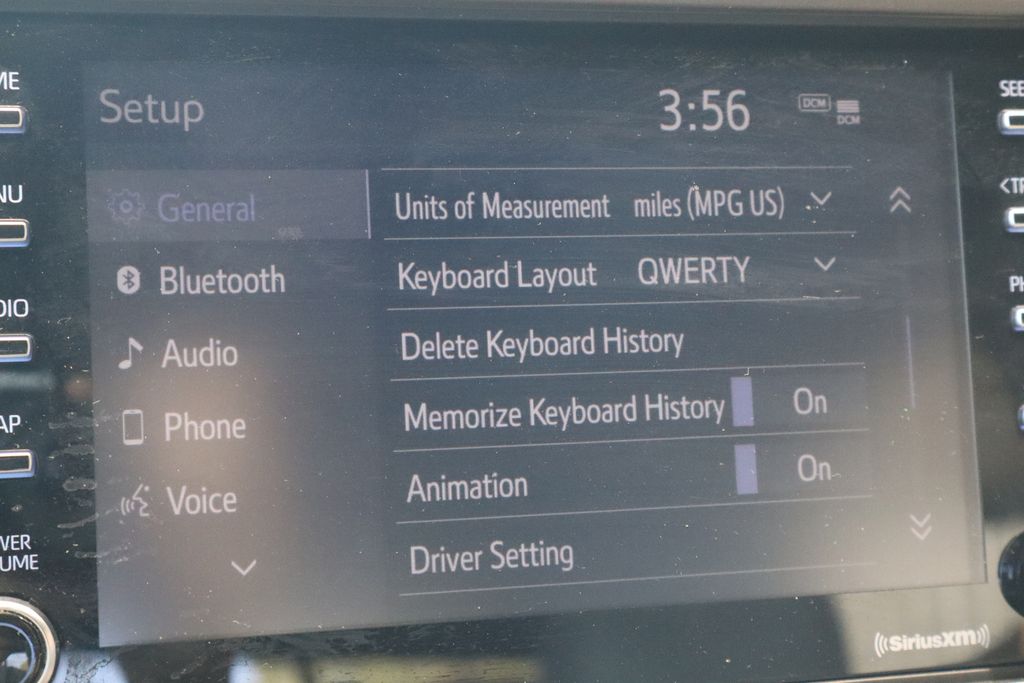 Setup
3:56
DCM
DCM
General
Bluetooth
Audio
Phone
Voice
Units of Measurement miles (MPG US)
Keyboard Layout QWERTY
Delete Keyboard History
Memorize Keyboard History On
Animation On
Driver Setting
ME
NU
DIO
AP
WER
UME
SEE
<TR
PH
SiriusXM